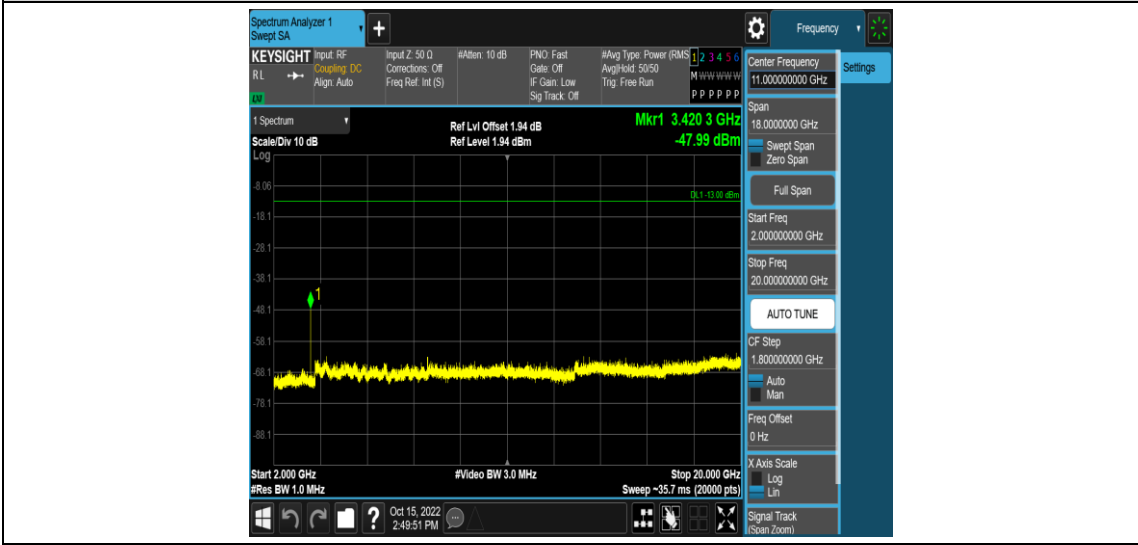 Spectrum Analyzer 1
Swept SA
+
Frequency
KEYSIGHT
RL
LXI
Input: RF
Coupling: DC
Align: Auto
Input Z: 50 Ω
Corrections: Off
Freq Ref: Int (S)
#Atten: 10 dB
PNO: Fast
Gate: Off
IF Gain: Low
Sig Track: Off
#Avg Type: Power (RMS
Avg|Hold: 50/50
Trig: Free Run
1 2 3 4 5 6
M W W W W W
P P P P P P
1 Spectrum
Scale/Div 10 dB
Log
Ref Lvl Offset 1.94 dB
Ref Level 1.94 dBm
Mkr1 3.420 3 GHz
-47.99 dBm
-8.06
DL1 -13.00 dBm
-18.1
-28.1
-38.1
1
-48.1
-58.1
-68.1
-78.1
-88.1
Start 2.000 GHz
#Video BW 3.0 MHz
Stop 20.000 GHz
#Res BW 1.0 MHz
Sweep ~35.7 ms (20000 pts)
?
Oct 15, 2022
2:49:51 PM
Center Frequency
11.000000000 GHz
Settings
Span
18.0000000 GHz
Swept Span
Zero Span
Full Span
Start Freq
2.000000000 GHz
Stop Freq
20.000000000 GHz
AUTO TUNE
CF Step
1.800000000 GHz
Auto
Man
Freq Offset
0 Hz
X Axis Scale
Log
Lin
Signal Track
(Span Zoom)